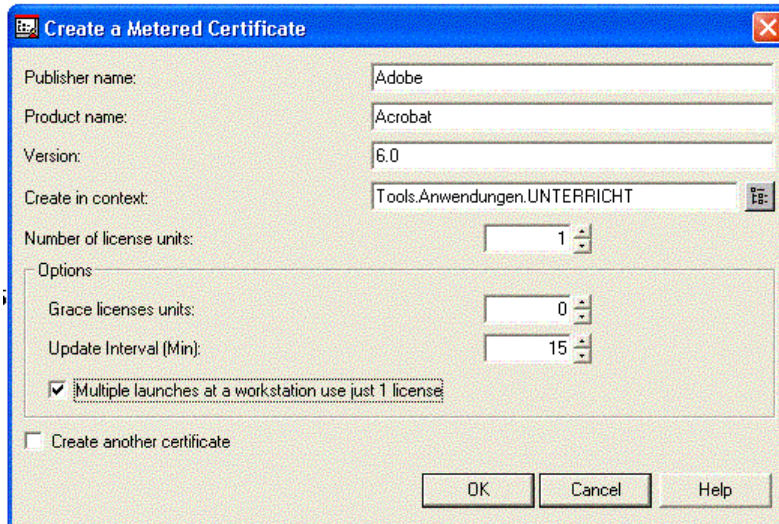 Create a Metered Certificate
Publisher name: Adobe
Product name: Acrobat
Version: 6.0
Create in context: Tools.Anwendungen.UNTERRICHT
Number of license units: 1
Options
Grace licenses units: 0
Update Interval (Min): 15
Multiple launches at a workstation use just 1 license
Create another certificate
OK Cancel Help